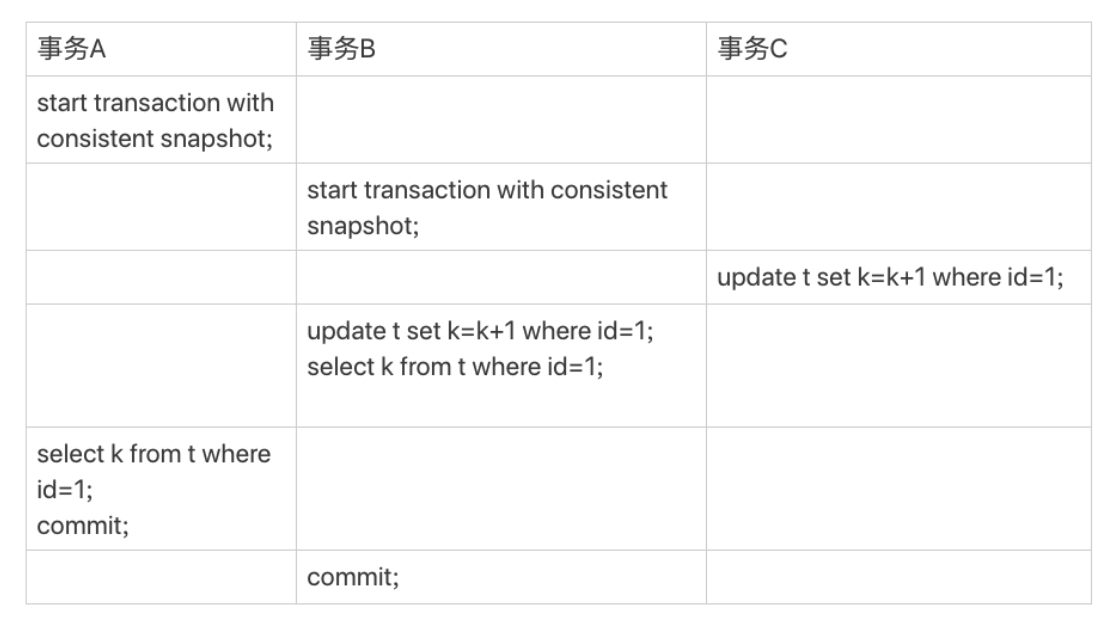 事务A
事务B
事务C
start transaction with
consistent snapshot;
start transaction with consistent
snapshot;
update t set k=k+1 where id=1;
update t set k=k+1 where id=1;
select k from t where id=1;
select k from t where
id=1;
commit;
commit;